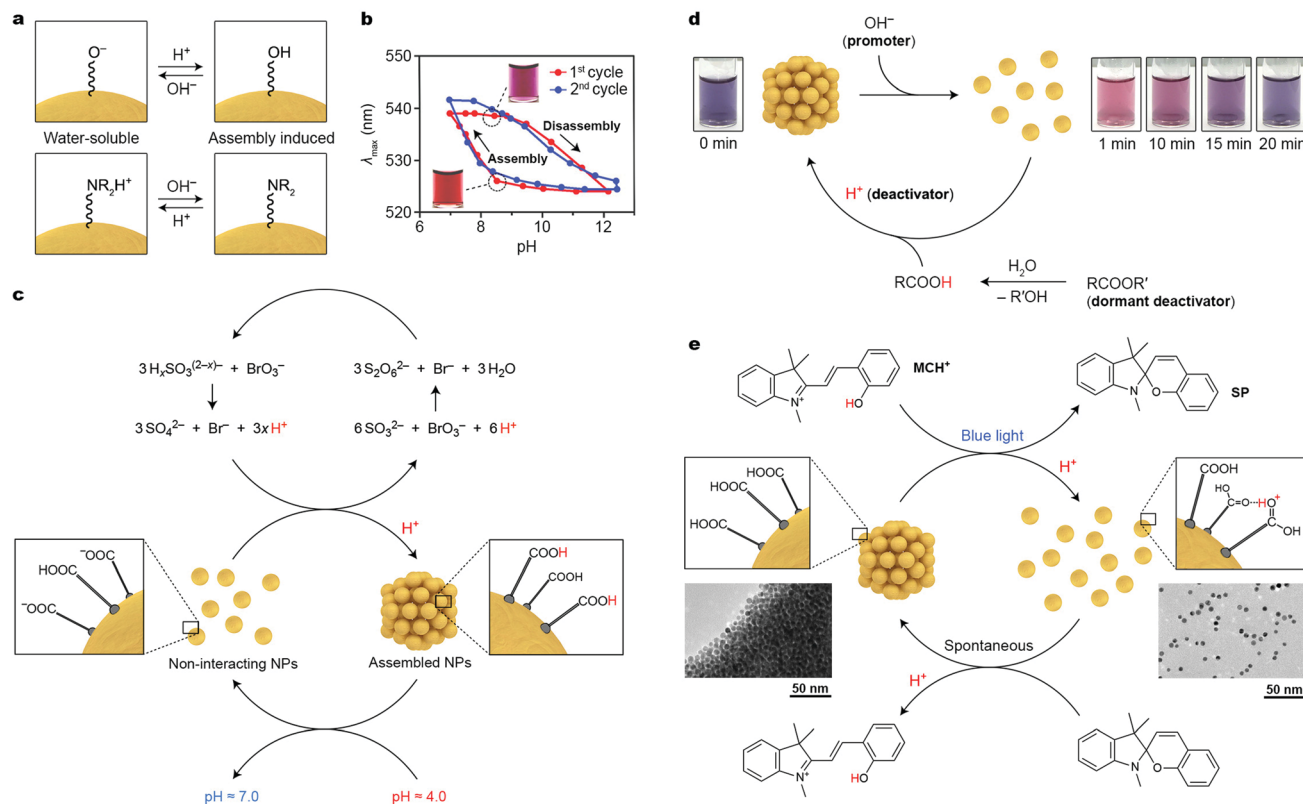 a
O⁻
H⁺
OH⁻
OH
Water-soluble
Assembly induced
NR₂H⁺
OH⁻
H⁺
NR₂
b
550
540
530
520
λmax (nm)
1st cycle
2nd cycle
Disassembly
Assembly
6 8 10 12
pH
c
3 HₓSO₃⁽²⁻ˣ⁾⁻ + BrO₃⁻
3 S₂O₆²⁻ + Br⁻ + 3 H₂O
3 SO₄²⁻ + Br⁻ + 3x H⁺
6 SO₃²⁻ + BrO₃⁻ + 6 H⁺
H⁺
⁻OOC
HOOC
⁻OOC
COOH
COOH
COOH
Non-interacting NPs
Assembled NPs
pH ≈ 7.0
pH ≈ 4.0
d
OH⁻
(promoter)
0 min
1 min
10 min
15 min
20 min
H⁺ (deactivator)
RCOOH
H₂O
– R′OH
RCOOR′
(dormant deactivator)
e
MCH⁺
N⁺
HO
SP
N
O
Blue light
H⁺
HOOC
HOOC
HOOC
HOOC
COOH
HO
C
O
HO⁺
C
OH
50 nm
Spontaneous
50 nm
H⁺
N⁺
HO
N
O